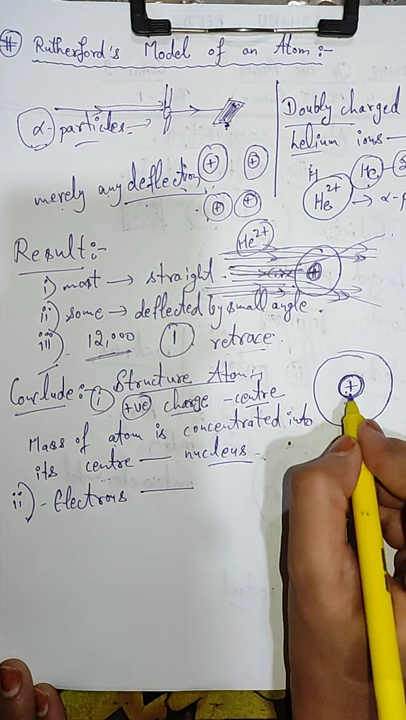 # Rutherford's Model of an Atom :-
α-particles
Doubly charged
helium ions
He
He²⁺ → α-p
merely any deflection
+ +
+ +
He²⁺
Result :-
i) most → straight
+
ii) some → deflected by small angle.
iii) 12,000 1 retrace.
Conclude :- Structure Atom;
i) +ve charge - centre
+
Mass of atom is concentrated into
its centre — nucleus.
ii) - Electrons —